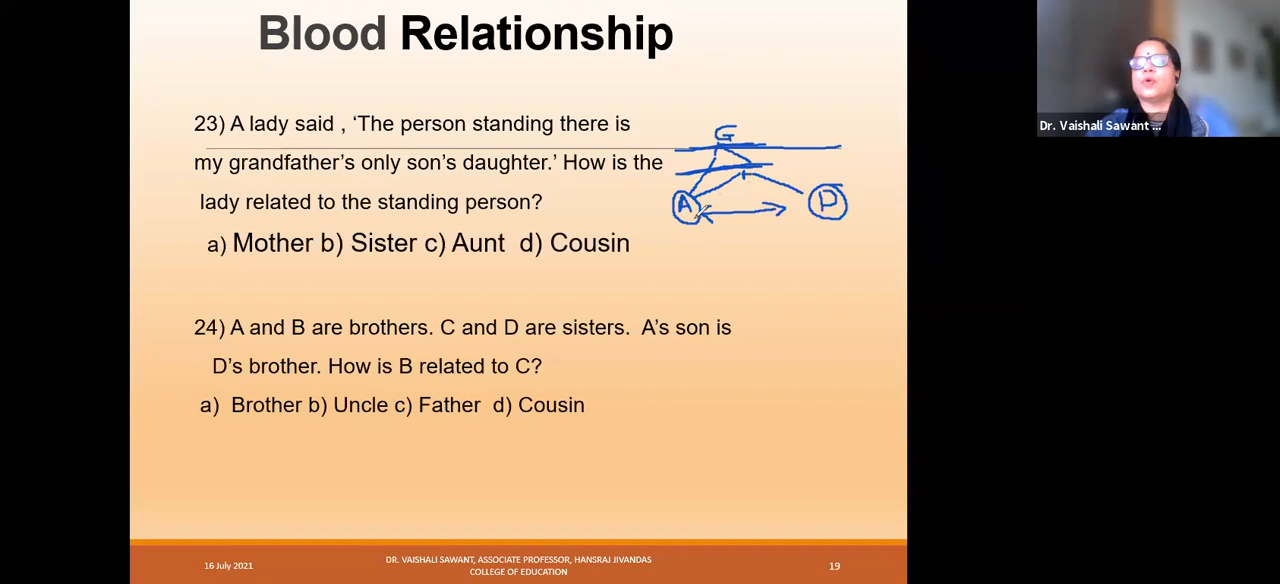 Blood Relationship
23) A lady said , ‘The person standing there is
my grandfather’s only son’s daughter.’ How is the
lady related to the standing person?
a) Mother b) Sister c) Aunt d) Cousin
G
A
D
24) A and B are brothers. C and D are sisters. A’s son is
D’s brother. How is B related to C?
a) Brother b) Uncle c) Father d) Cousin
16 July 2021
DR. VAISHALI SAWANT, ASSOCIATE PROFESSOR, HANSRAJ JIVANDAS
COLLEGE OF EDUCATION
19
Dr. Vaishali Sawant ...